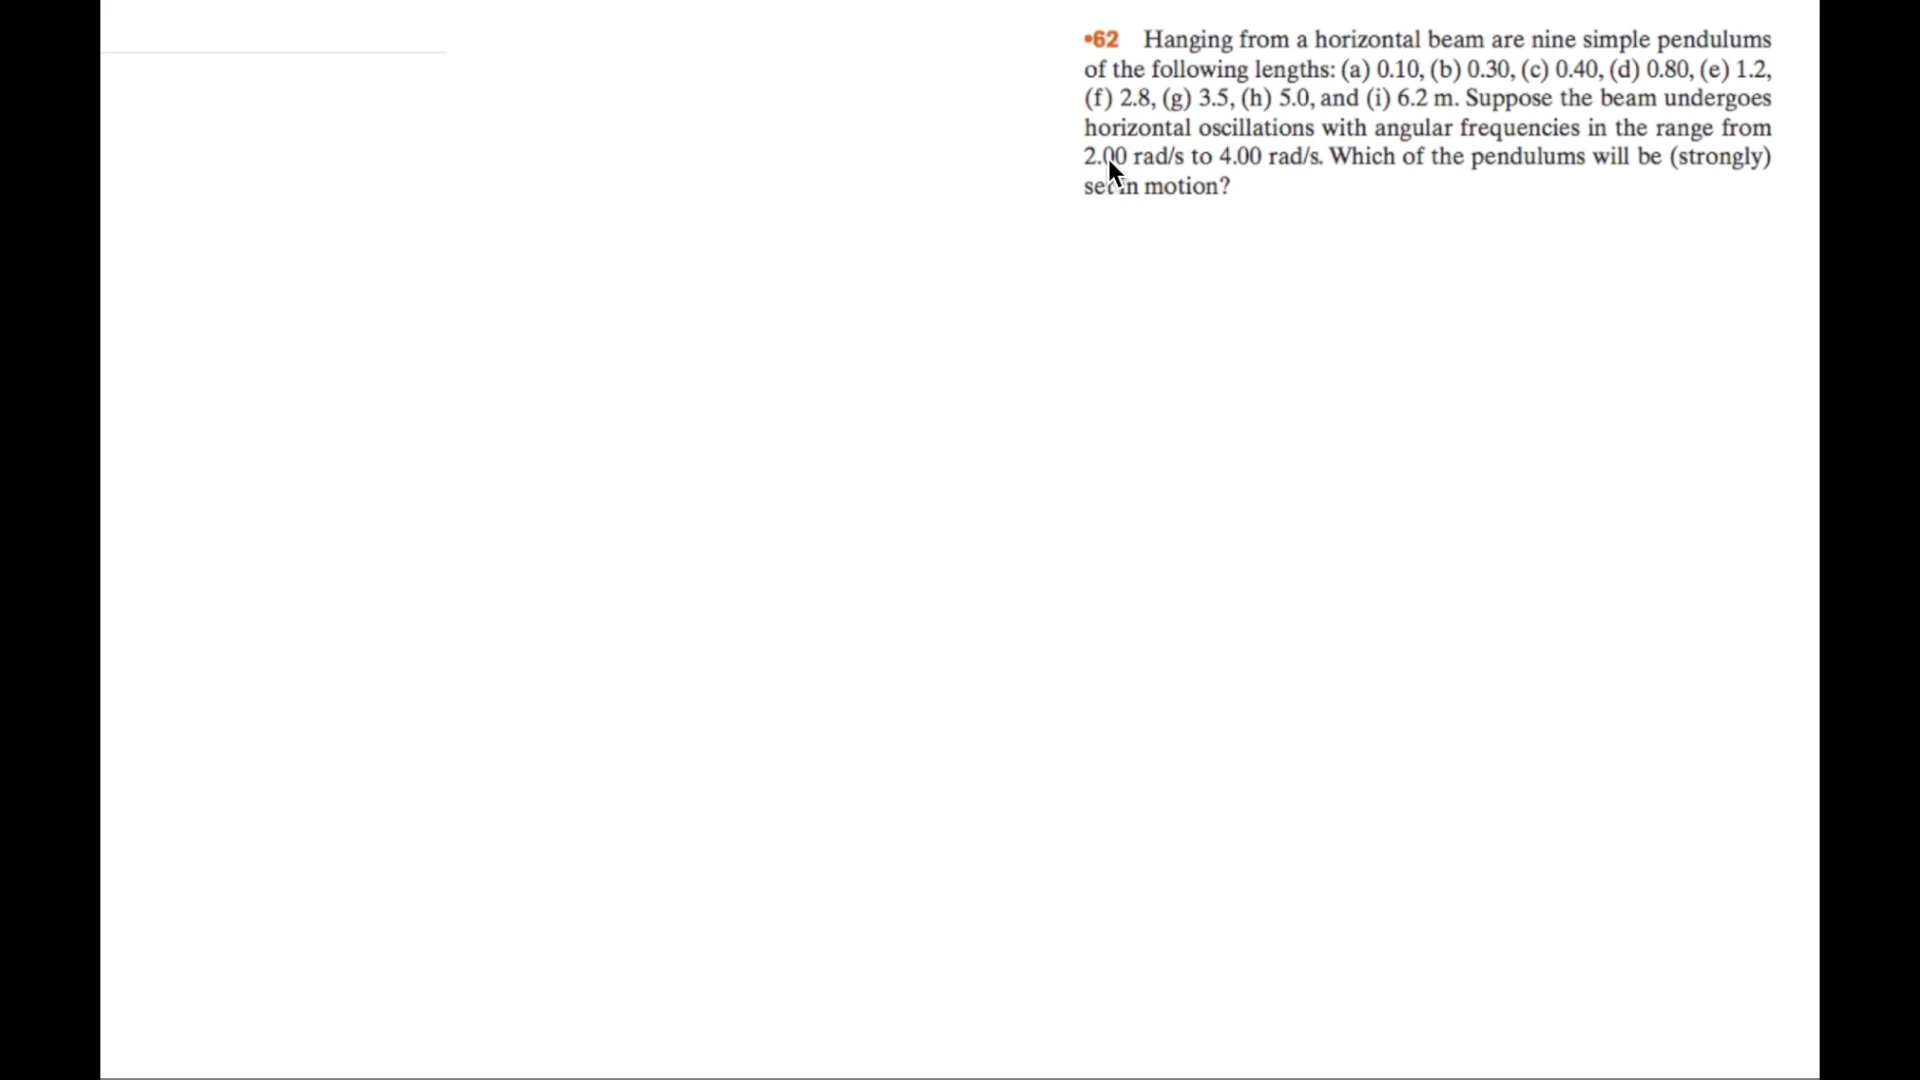 •62 Hanging from a horizontal beam are nine simple pendulums
of the following lengths: (a) 0.10, (b) 0.30, (c) 0.40, (d) 0.80, (e) 1.2,
(f) 2.8, (g) 3.5, (h) 5.0, and (i) 6.2 m. Suppose the beam undergoes
horizontal oscillations with angular frequencies in the range from
2.00 rad/s to 4.00 rad/s. Which of the pendulums will be (strongly)
set in motion?